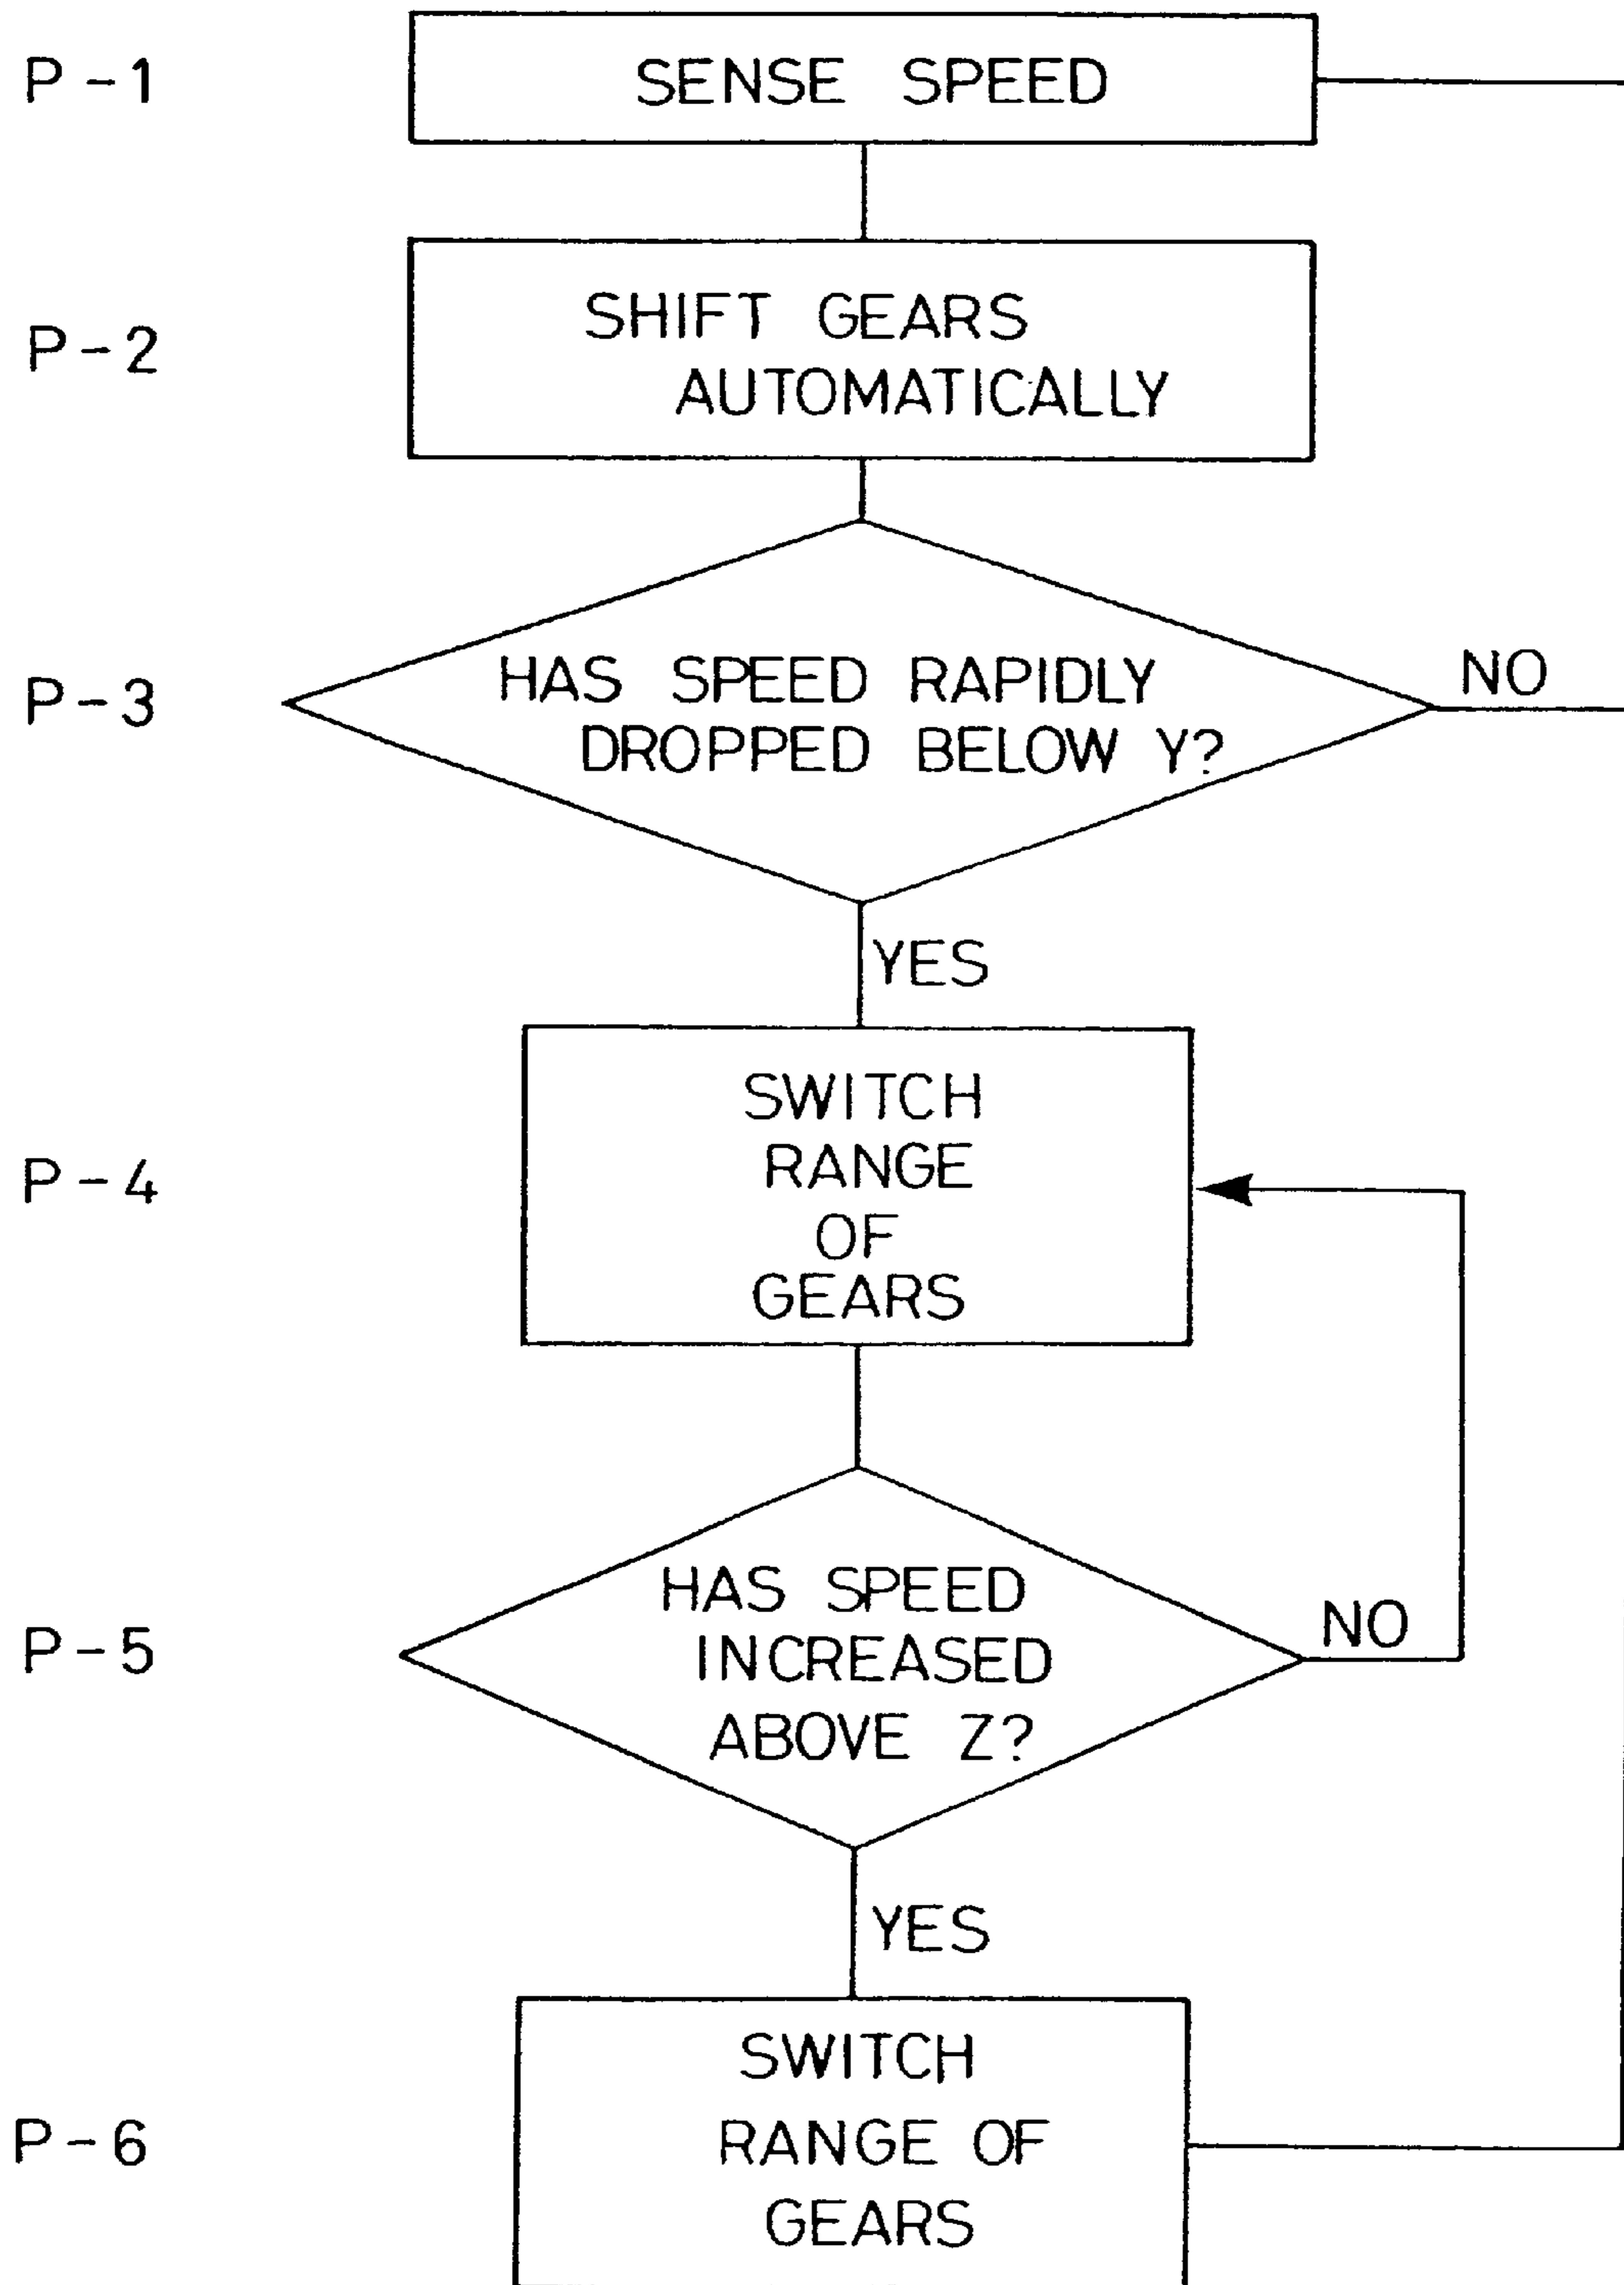 P-1
SENSE SPEED
P-2
SHIFT GEARS
AUTOMATICALLY
P-3
HAS SPEED RAPIDLY
DROPPED BELOW Y?
NO
YES
P-4
SWITCH
RANGE
OF
GEARS
P-5
HAS SPEED
INCREASED
ABOVE Z?
NO
YES
P-6
SWITCH
RANGE OF
GEARS